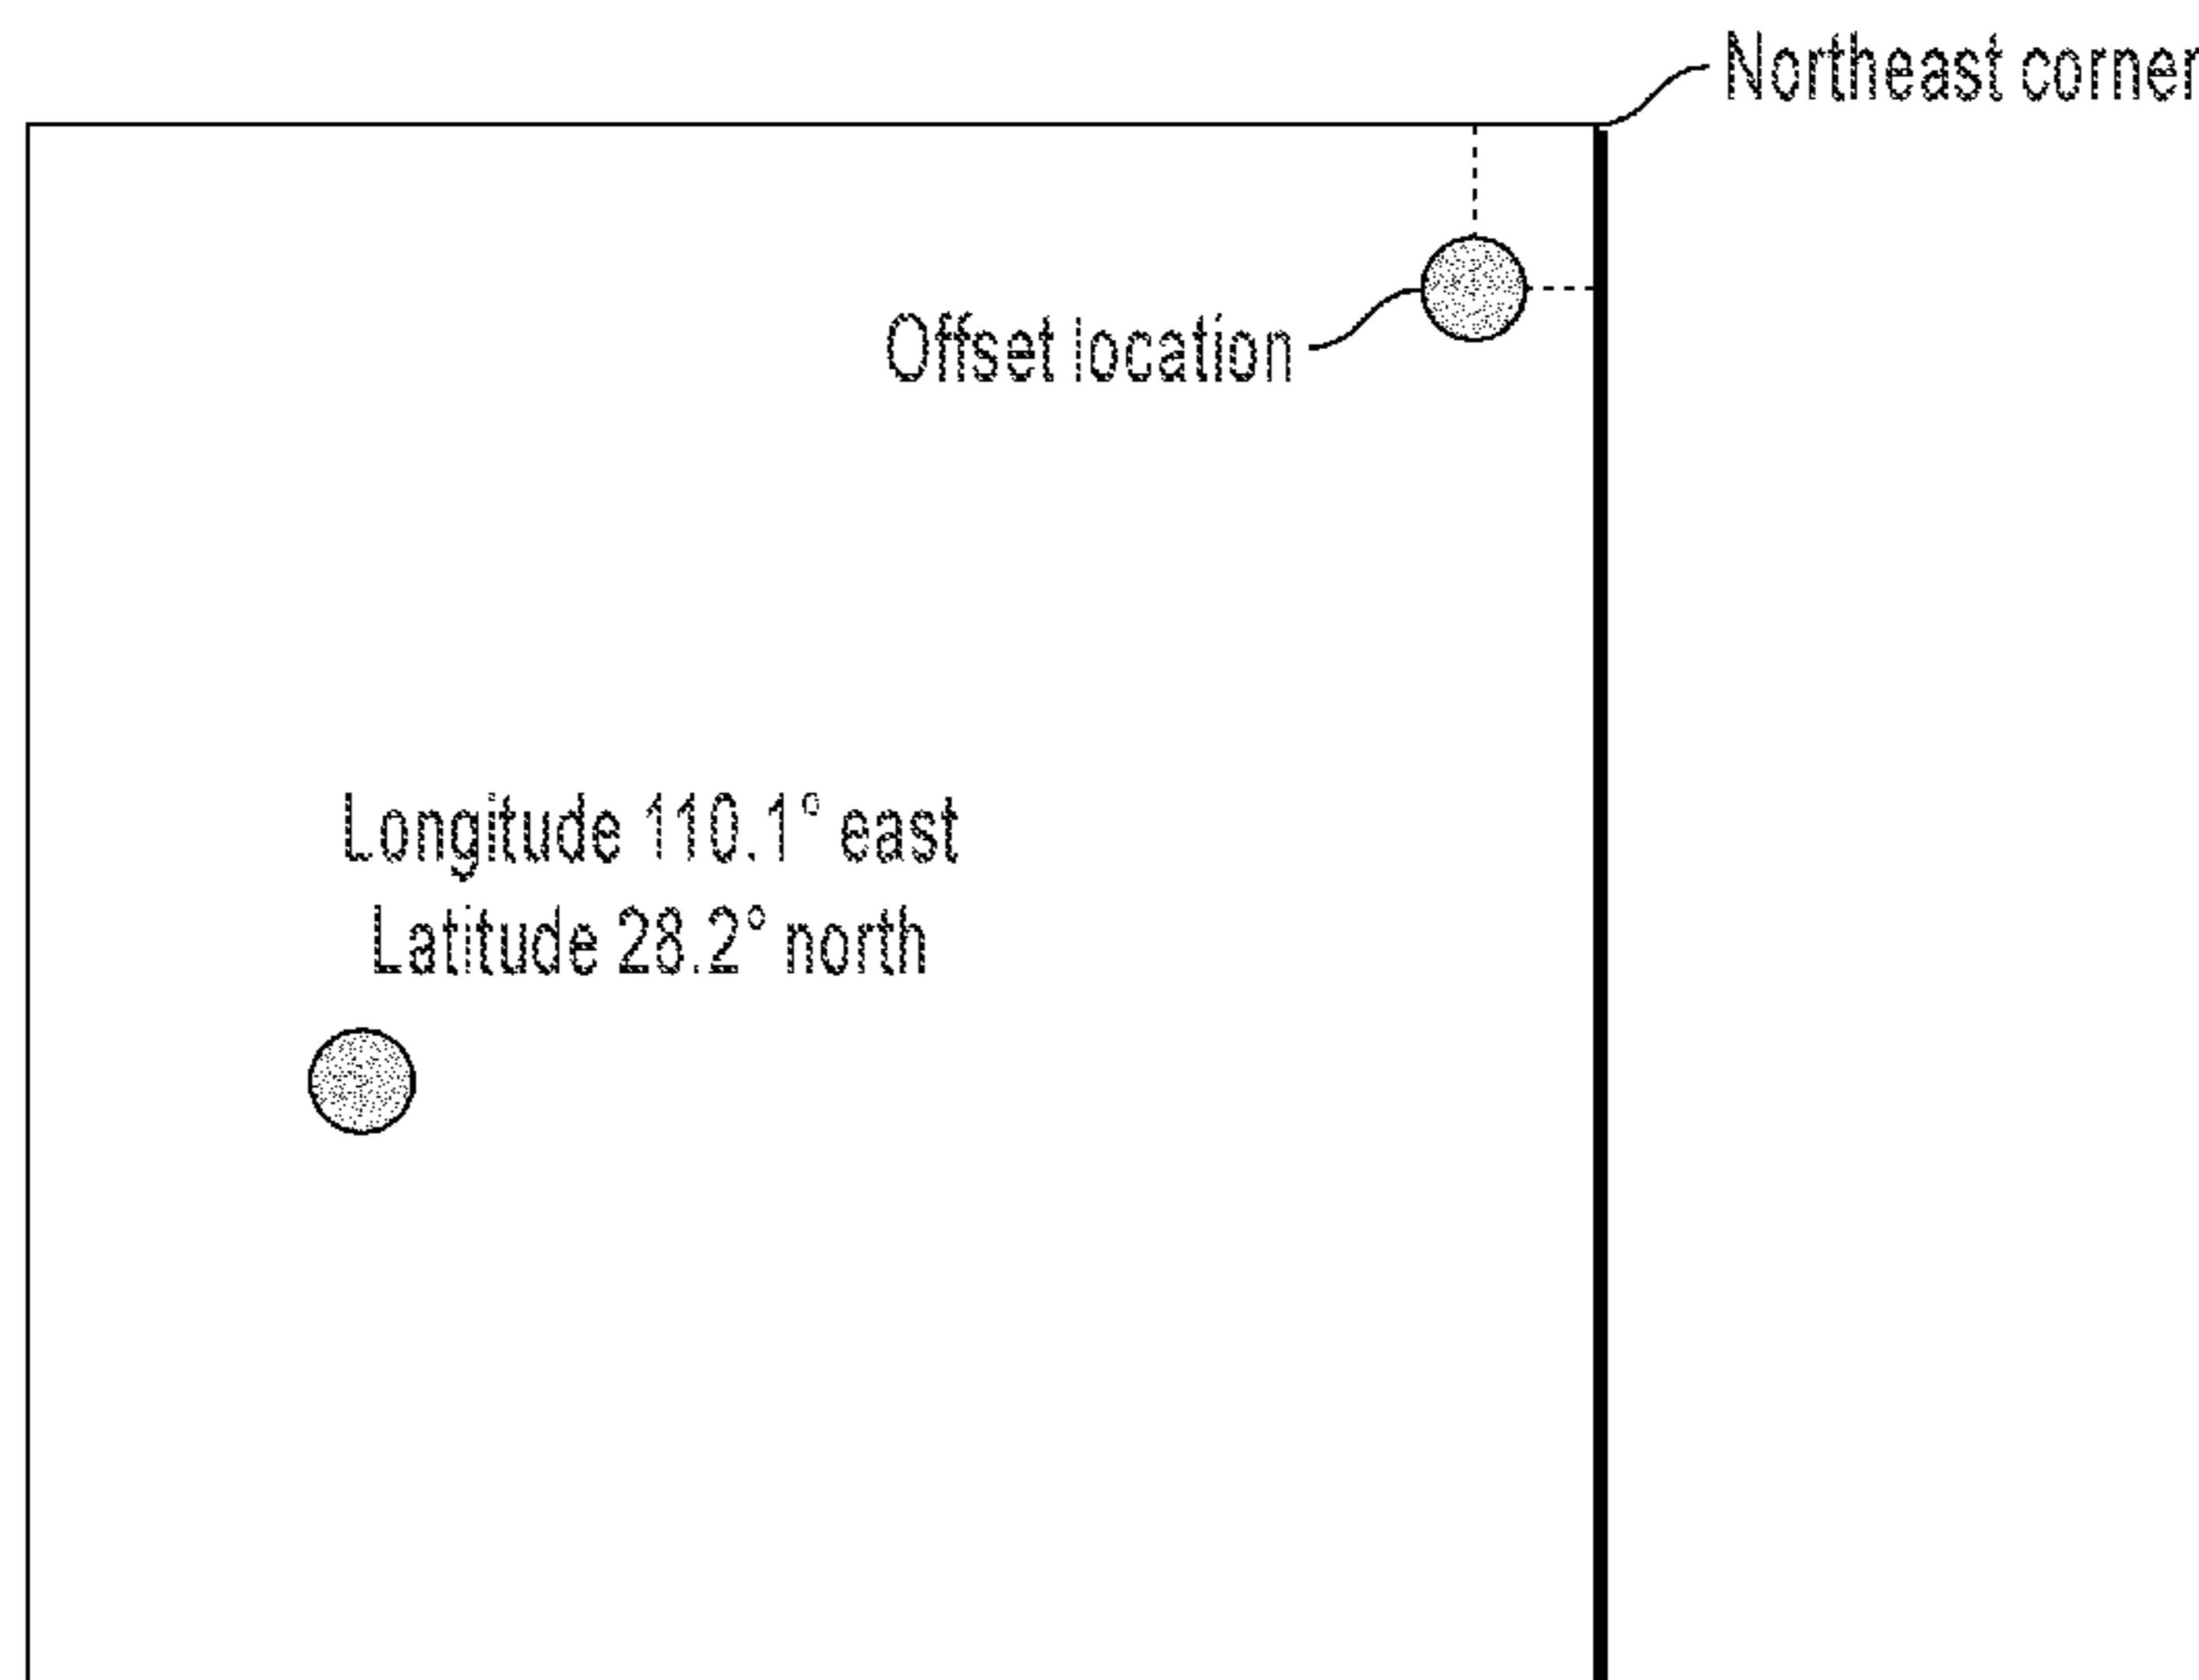 Northeast corner
Offset location
Longitude 110.1° east
Latitude 28.2° north